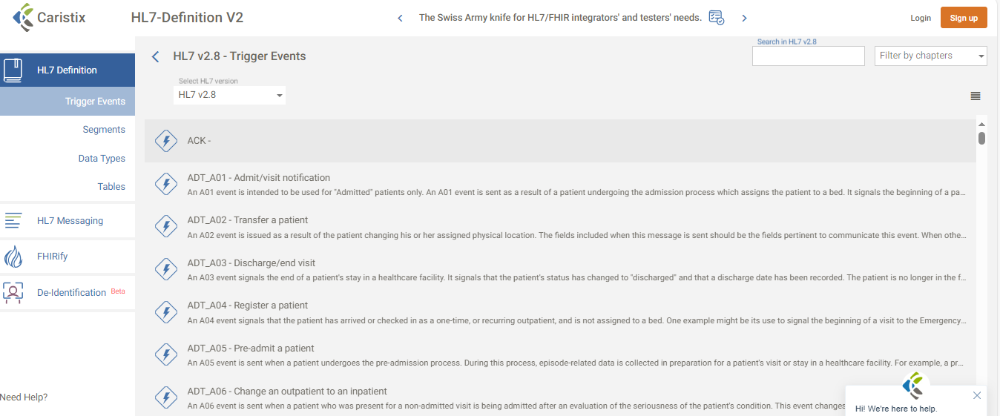 Caristix
HL7-Definition V2
The Swiss Army knife for HL7/FHIR integrators' and testers' needs.
Login
Sign up
HL7 Definition
Trigger Events
Segments
Data Types
Tables
HL7 Messaging
FHIRify
De-Identification Beta
Need Help?
HL7 v2.8 - Trigger Events
Search in HL7 v2.8
Filter by chapters
Select HL7 version
HL7 v2.8
ACK -
ADT_A01 - Admit/visit notification
An A01 event is intended to be used for "Admitted" patients only. An A01 event is sent as a result of a patient undergoing the admission process which assigns the patient to a bed. It signals the beginning of a pa...
ADT_A02 - Transfer a patient
An A02 event is issued as a result of the patient changing his or her assigned physical location. The fields included when this message is sent should be the fields pertinent to communicate this event. When othe...
ADT_A03 - Discharge/end visit
An A03 event signals the end of a patient's stay in a healthcare facility. It signals that the patient's status has changed to "discharged" and that a discharge date has been recorded. The patient is no longer in the f...
ADT_A04 - Register a patient
An A04 event signals that the patient has arrived or checked in as a one-time, or recurring outpatient, and is not assigned to a bed. One example might be its use to signal the beginning of a visit to the Emergency...
ADT_A05 - Pre-admit a patient
An A05 event is sent when a patient undergoes the pre-admission process. During this process, episode-related data is collected in preparation for a patient's visit or stay in a healthcare facility. For example, a pr...
ADT_A06 - Change an outpatient to an inpatient
An A06 event is sent when a patient who was present for a non-admitted visit is being admitted after an evaluation of the seriousness of the patient's condition. This event changes
Hi! We're here to help.